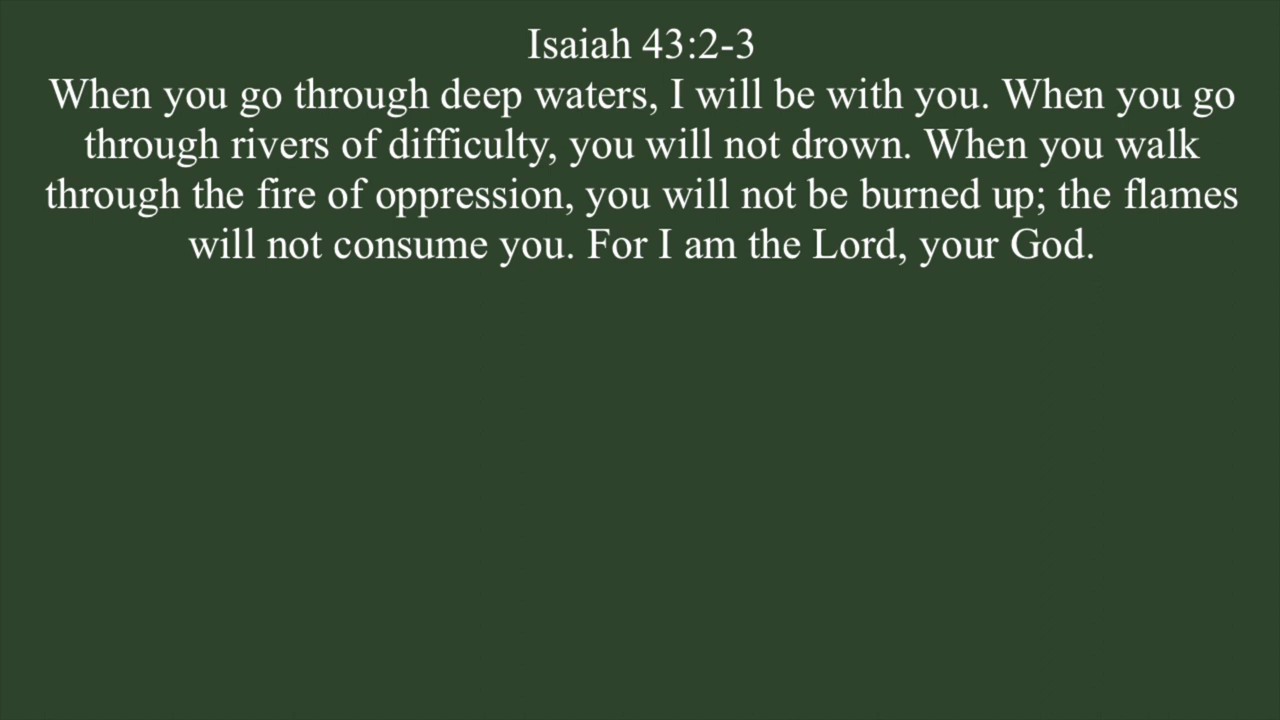 Isaiah 43:2-3
When you go through deep waters, I will be with you. When you go
through rivers of difficulty, you will not drown. When you walk
through the fire of oppression, you will not be burned up; the flames
will not consume you. For I am the Lord, your God.